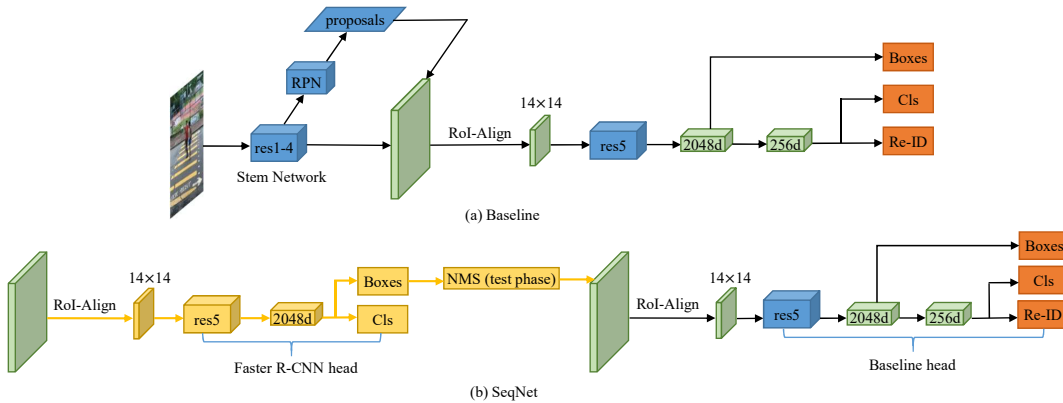 proposals
RPN
res1-4
Stem Network
RoI-Align
14×14
res5
2048d
256d
Boxes
Cls
Re-ID
(a) Baseline
RoI-Align
14×14
res5
2048d
Boxes
Cls
Faster R-CNN head
NMS (test phase)
RoI-Align
14×14
res5
2048d
256d
Boxes
Cls
Re-ID
Baseline head
(b) SeqNet